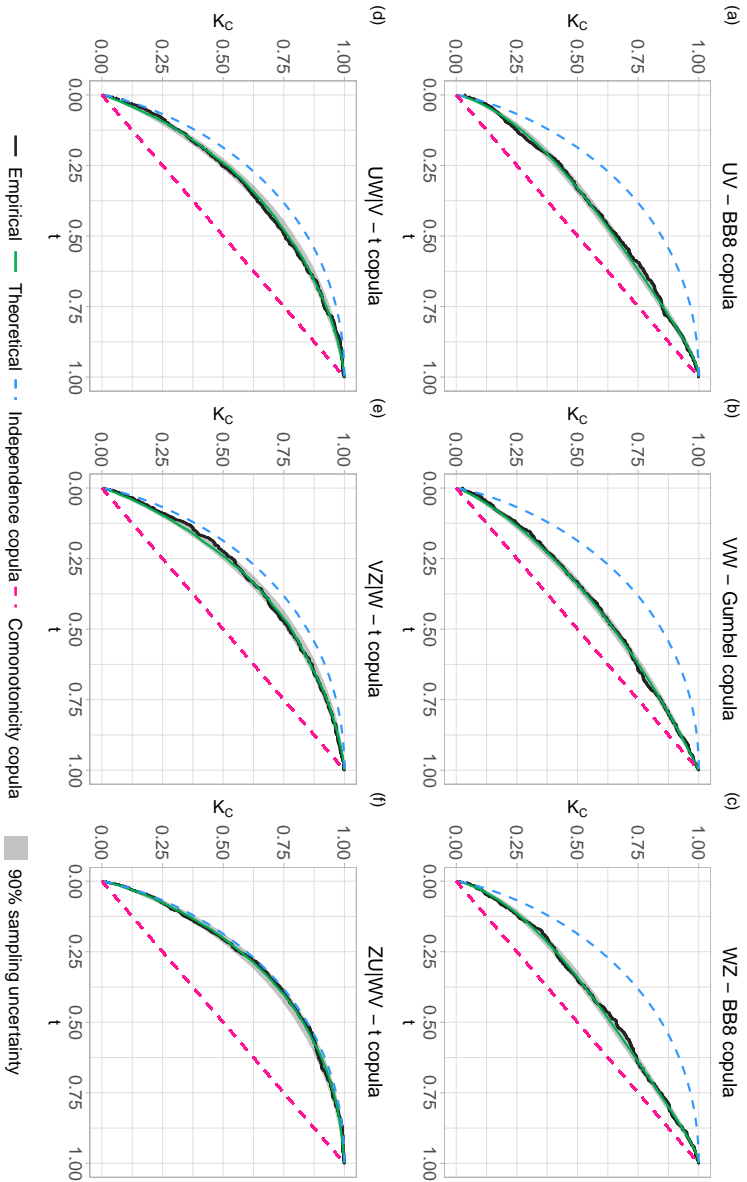 (a)
UV − BB8 copula
K_C
1.00
0.75
0.50
0.25
0.00
0.00 0.25 0.50 0.75 1.00
t
(b)
VW − Gumbel copula
K_C
1.00
0.75
0.50
0.25
0.00
0.00 0.25 0.50 0.75 1.00
t
(c)
WZ − BB8 copula
K_C
1.00
0.75
0.50
0.25
0.00
0.00 0.25 0.50 0.75 1.00
t
(d)
UW|V − t copula
K_C
1.00
0.75
0.50
0.25
0.00
0.00 0.25 0.50 0.75 1.00
t
(e)
VZ|W − t copula
K_C
1.00
0.75
0.50
0.25
0.00
0.00 0.25 0.50 0.75 1.00
t
(f)
ZU|WV − t copula
K_C
1.00
0.75
0.50
0.25
0.00
0.00 0.25 0.50 0.75 1.00
t
Empirical Theoretical Independence copula Comonotonicity copula 90% sampling uncertainty